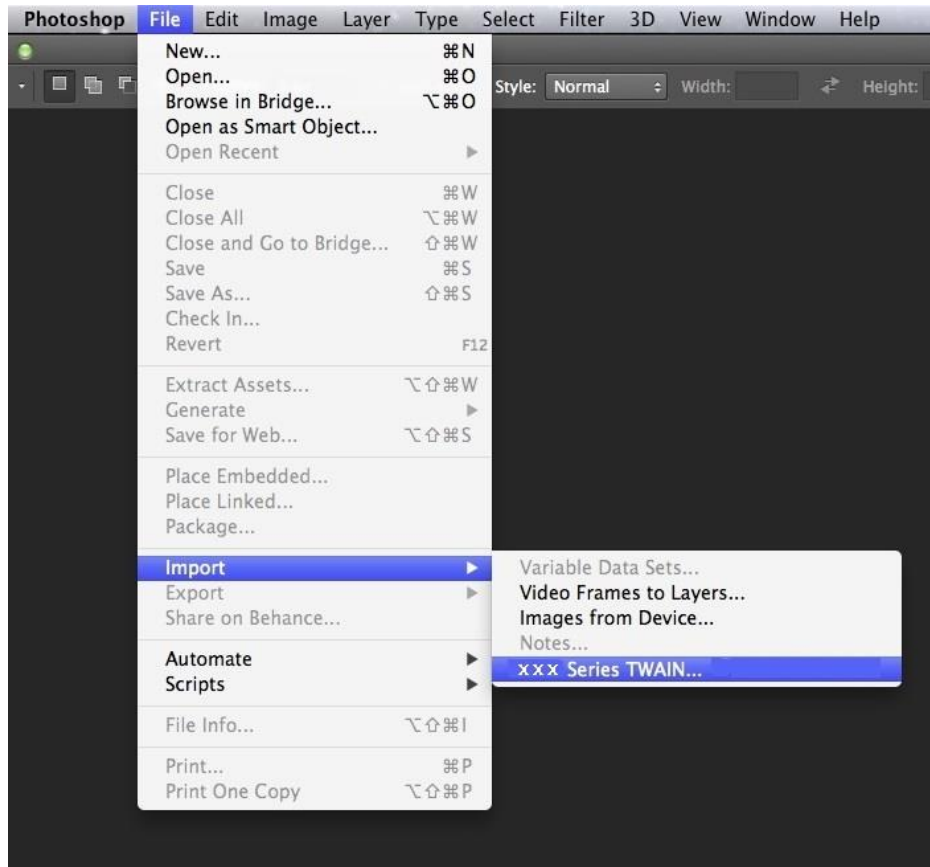 Photoshop File Edit Image Layer Type Select Filter 3D View Window Help
Style: Normal Width: Height:
New... ⌘N
Open... ⌘O
Browse in Bridge... ⌥⌘O
Open as Smart Object...
Open Recent
Close ⌘W
Close All ⌥⌘W
Close and Go to Bridge... ⇧⌘W
Save ⌘S
Save As... ⇧⌘S
Check In...
Revert F12
Extract Assets... ⌥⇧⌘W
Generate
Save for Web... ⌥⇧⌘S
Place Embedded...
Place Linked...
Package...
Import
Export
Share on Behance...
Automate
Scripts
File Info... ⌥⇧⌘I
Print... ⌘P
Print One Copy ⌥⇧⌘P
Variable Data Sets...
Video Frames to Layers...
Images from Device...
Notes...
xxx Series TWAIN...